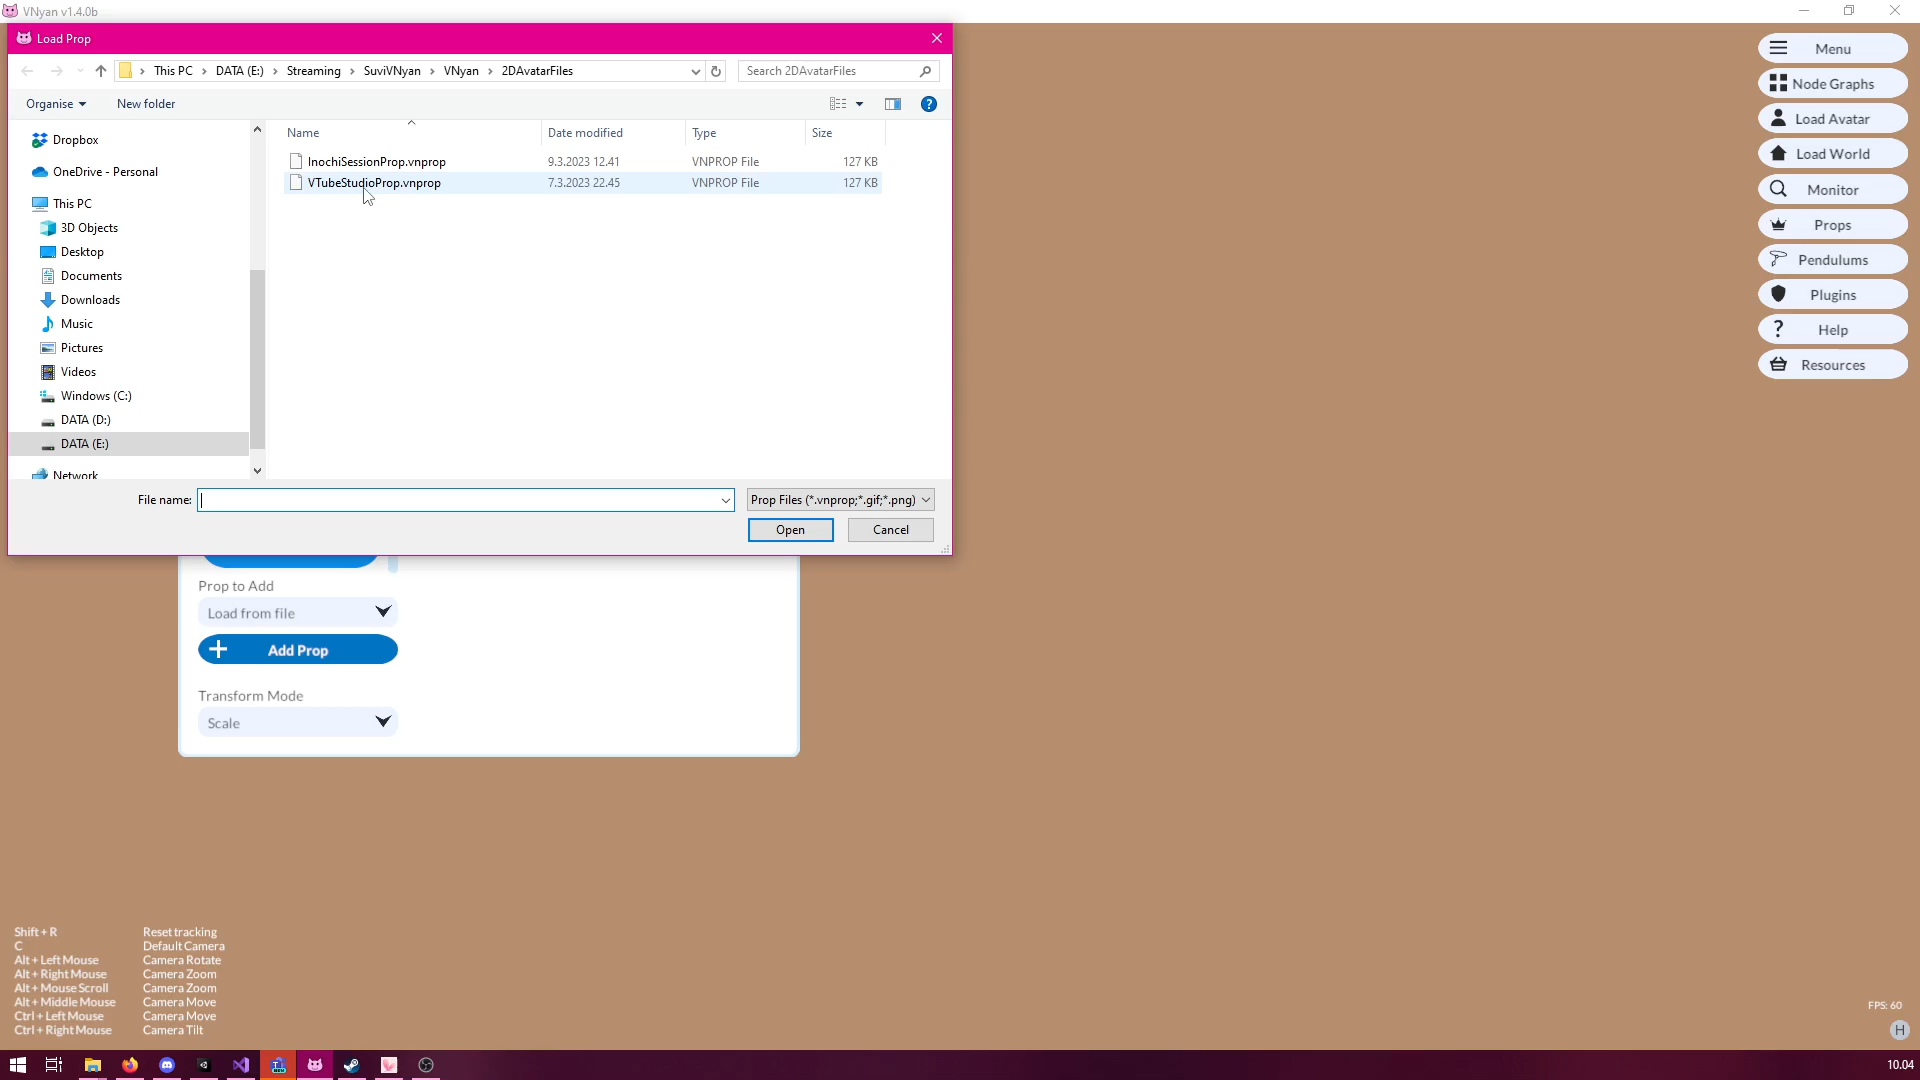 VNyan v1.4.0b
Load Prop
This PC
DATA (E:)
Streaming
SuviVNyan
VNyan
2DAvatarFiles
Search 2DAvatarFiles
Organise
New folder
Dropbox
OneDrive - Personal
This PC
3D Objects
Desktop
Documents
Downloads
Music
Pictures
Videos
Windows (C:)
DATA (D:)
DATA (E:)
Network
Name Date modified Type Size
InochiSessionProp.vnprop 9.3.2023 12.41 VNPROP File 127 KB
VTubeStudioProp.vnprop 7.3.2023 22.45 VNPROP File 127 KB
File name:
Prop Files (*.vnprop;*.gif;*.png)
Open
Cancel
Prop to Add
Load from file
Add Prop
Transform Mode
Scale
Menu
Node Graphs
Load Avatar
Load World
Monitor
Props
Pendulums
Plugins
Help
Resources
Shift + R Reset tracking
C Default Camera
Alt + Left Mouse Camera Rotate
Alt + Right Mouse Camera Zoom
Alt + Mouse Scroll Camera Zoom
Alt + Middle Mouse Camera Move
Ctrl + Left Mouse Camera Move
Ctrl + Right Mouse Camera Tilt
FPS: 60
H
10.04